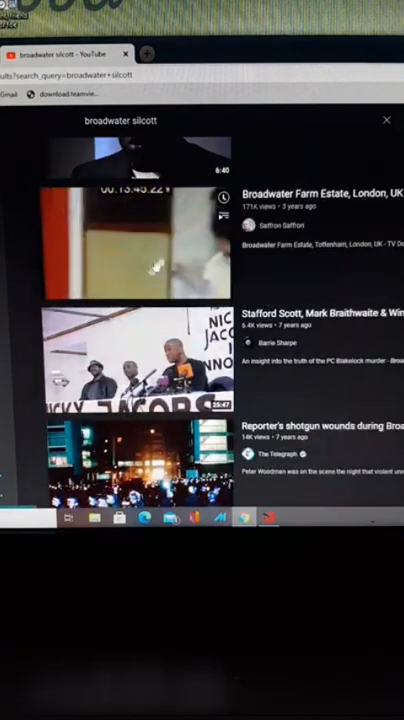 broadwater silcott - YouTube
ults?search_query=broadwater+silcott
Gmail download.teamvie...
broadwater silcott
6:40
00:13:45:22
Broadwater Farm Estate, London, UK
171K views • 3 years ago
Saffron Saffron
Broadwater Farm Estate, Tottenham, London, UK - TV Do
NIC
JACO
I
NNO
ICKY JACOBS
25:47
Stafford Scott, Mark Braithwaite & Win
6.4K views • 7 years ago
Barrie Sharpe
An insight into the truth of the PC Blakelock murder - Broa
Reporter's shotgun wounds during Broa
14K views • 7 years ago
The Telegraph
Peter Woodman was on the scene the night that violent unre